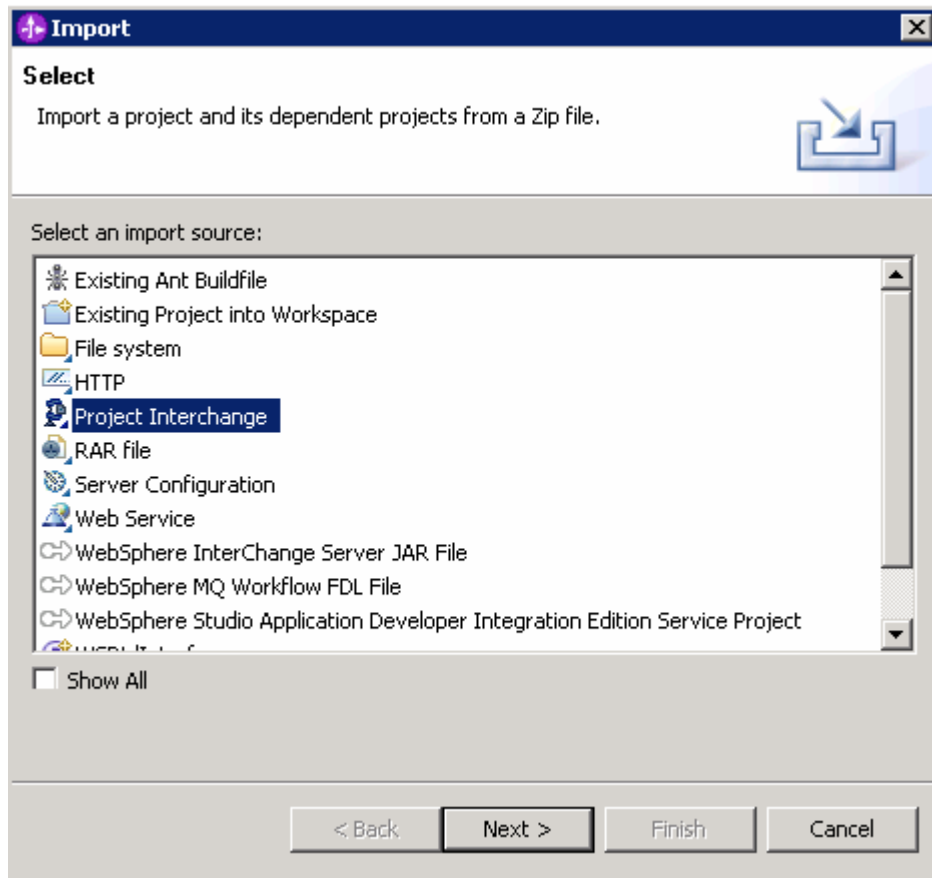 Import
Select
Import a project and its dependent projects from a Zip file.
Select an import source:
Existing Ant Buildfile
Existing Project into Workspace
File system
HTTP
Project Interchange
RAR file
Server Configuration
Web Service
WebSphere InterChange Server JAR File
WebSphere MQ Workflow FDL File
WebSphere Studio Application Developer Integration Edition Service Project
Show All
< Back Next > Finish Cancel